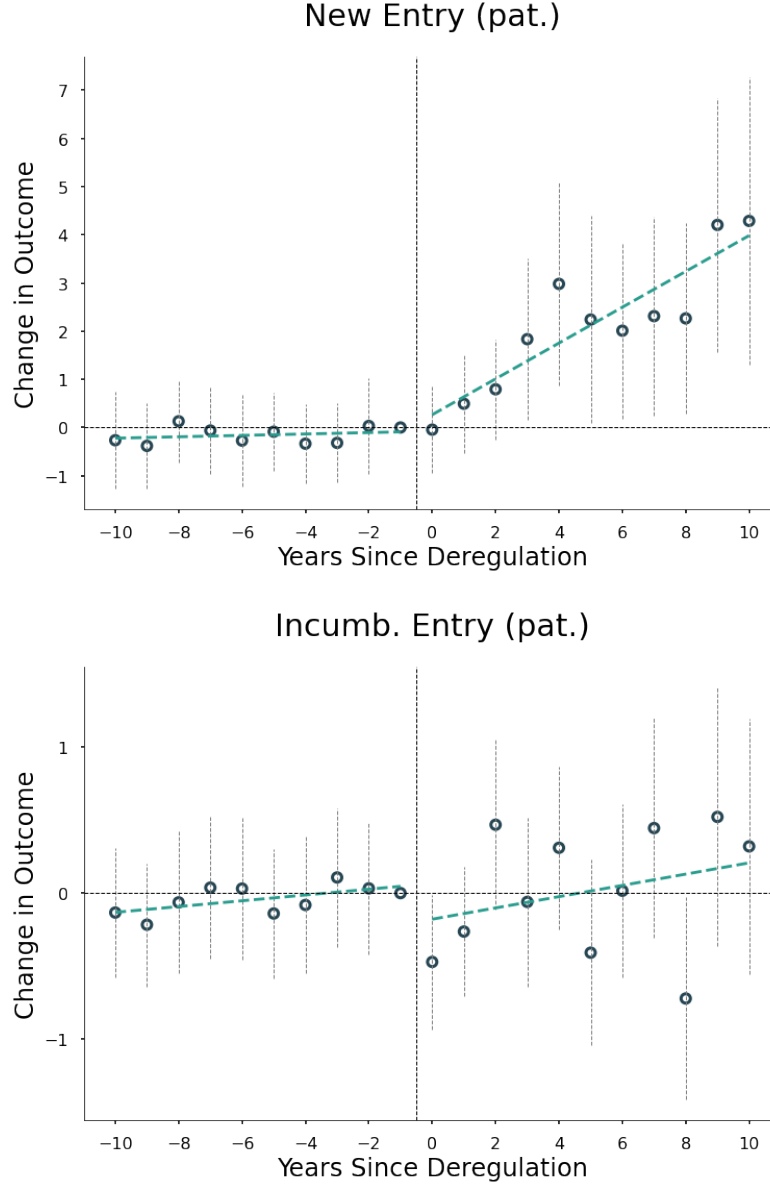 New Entry (pat.)
Change in Outcome
7
6
5
4
3
2
1
0
−1
−10 −8 −6 −4 −2 0 2 4 6 8 10
Years Since Deregulation
Incumb. Entry (pat.)
Change in Outcome
1
0
−1
−10 −8 −6 −4 −2 0 2 4 6 8 10
Years Since Deregulation